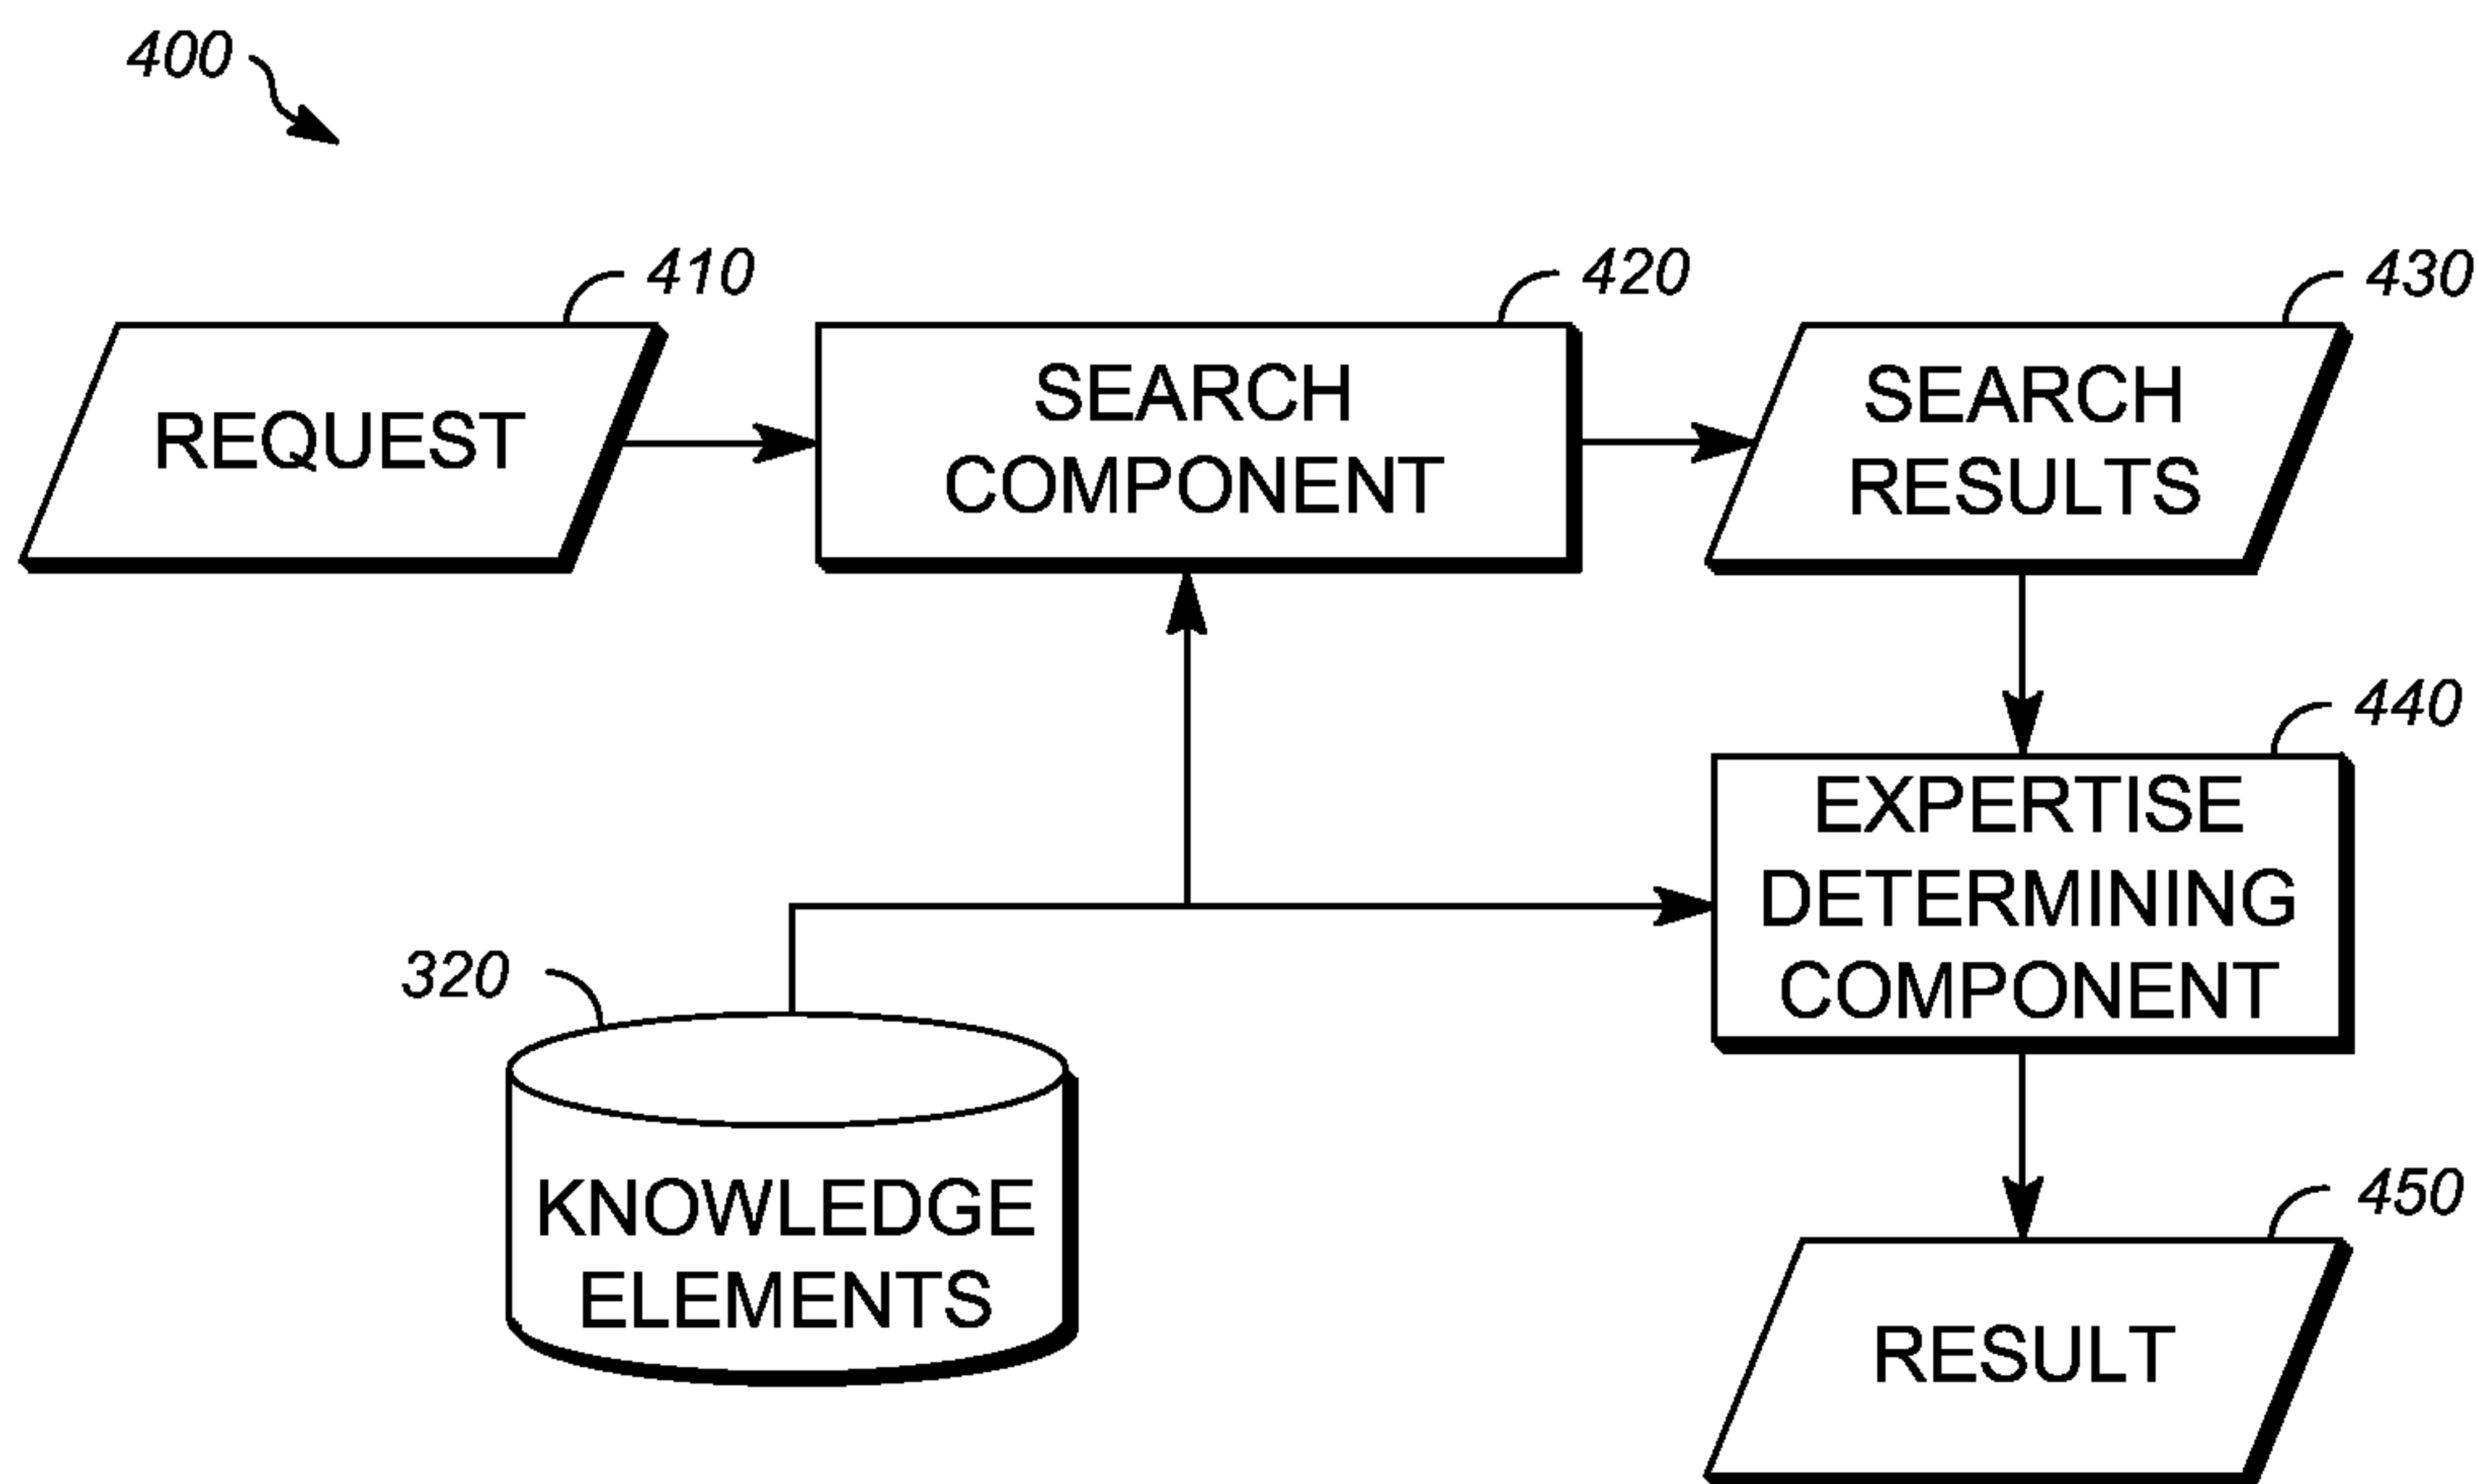 400
410
420
430
REQUEST
SEARCH
COMPONENT
SEARCH
RESULTS
440
EXPERTISE
DETERMINING
COMPONENT
320
KNOWLEDGE
ELEMENTS
450
RESULT